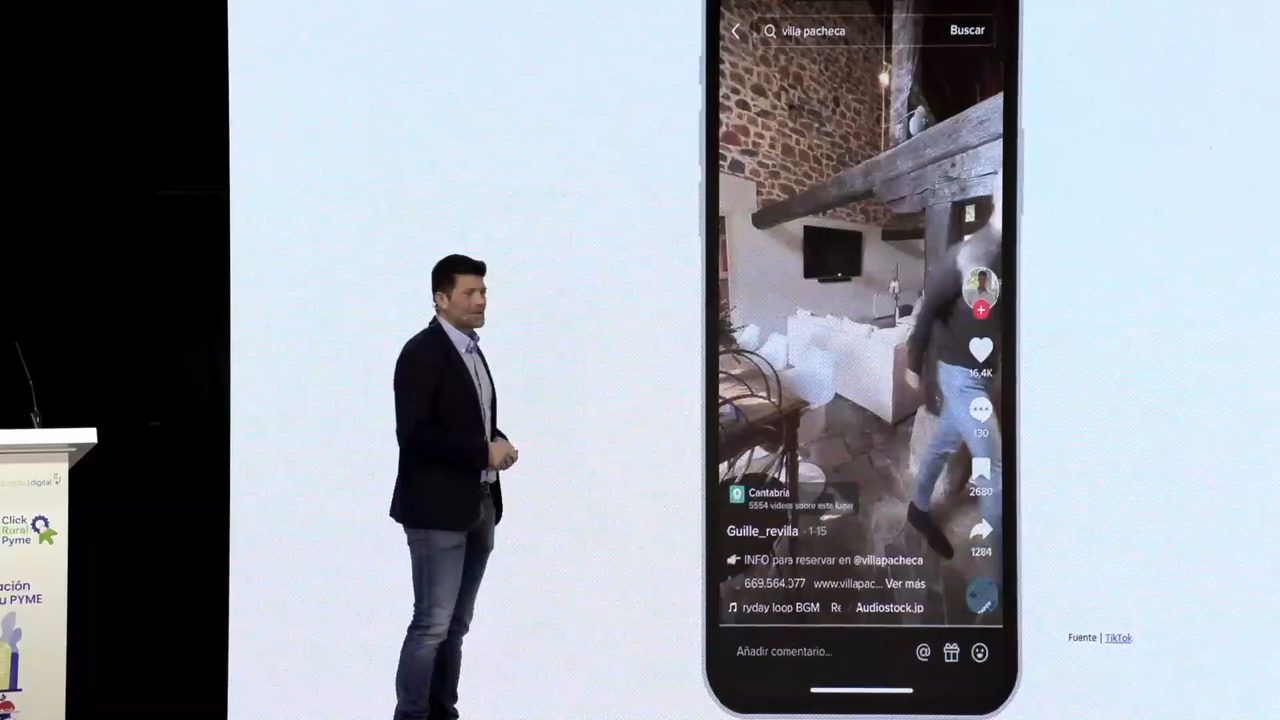 villa pacheca
Buscar
16,4K
130
2680
1284
Cantabria
5554 videos sobre este lugar
Guille_revilla · 1-15
INFO para reservar en @villapacheca
669.564.077 www.villapac... Ver más
ryday loop BGM Re Audiostock.jp
Añadir comentario...
Fuente | TikTok
digital
Click
Rural
Pyme
ación
u PYME